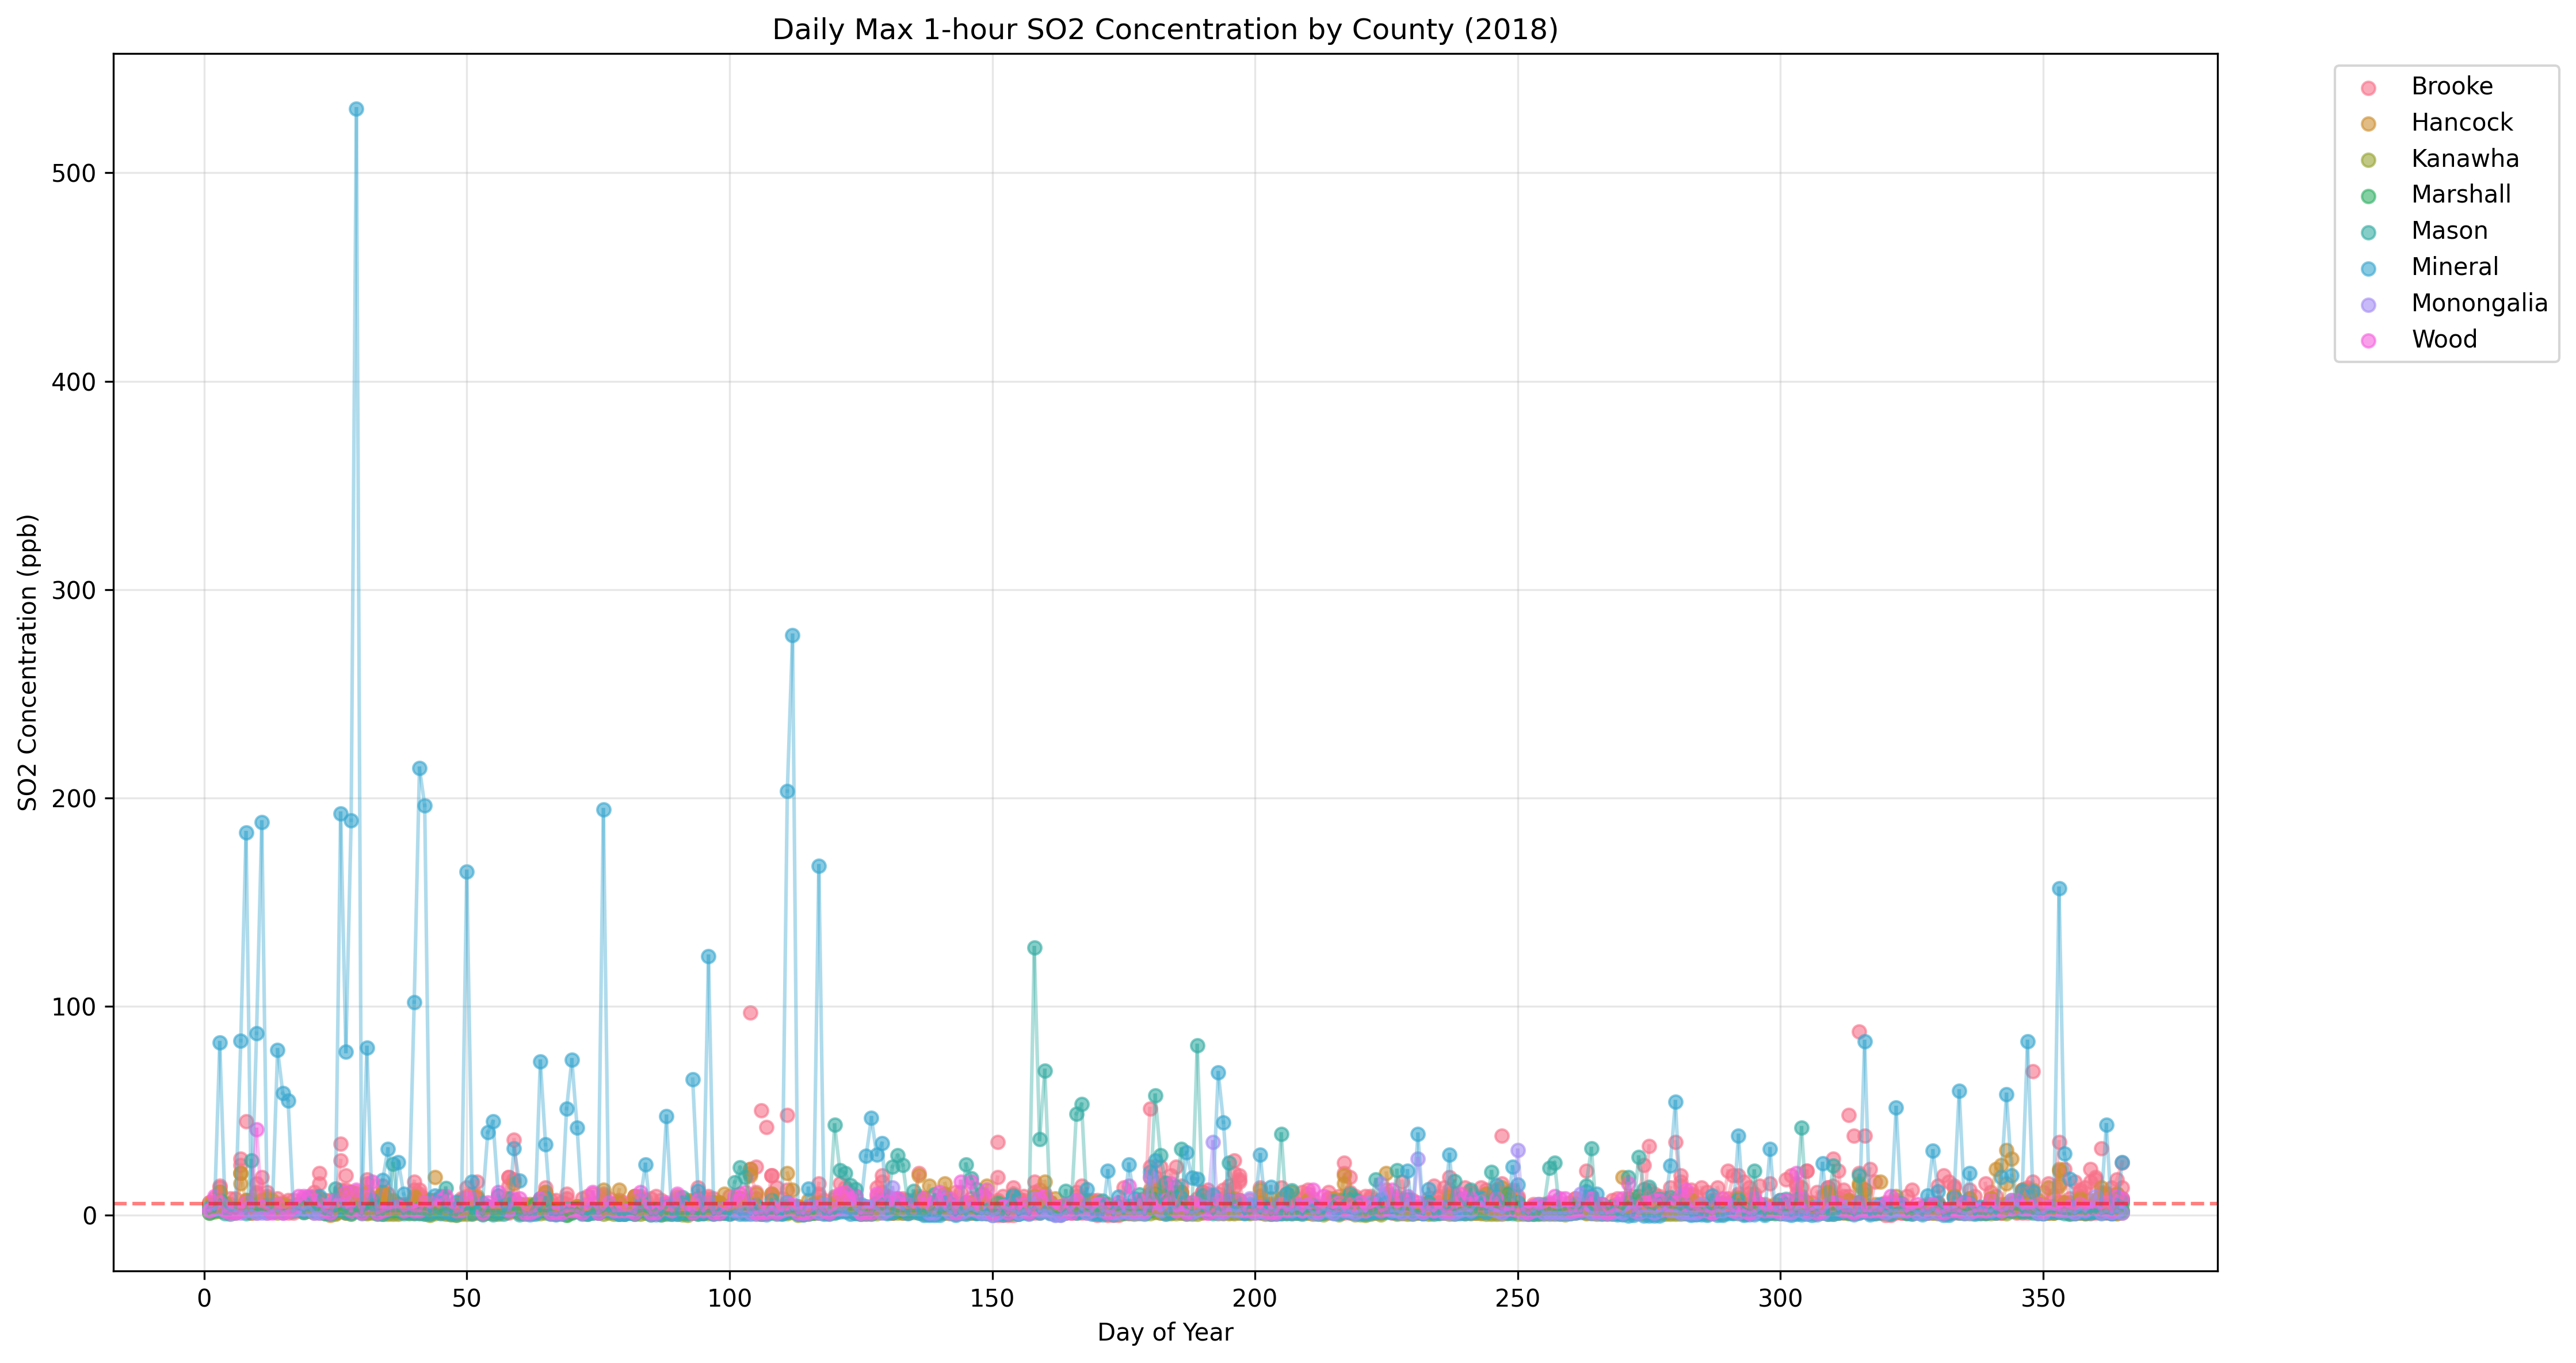 Daily Max 1-hour SO2 Concentration by County (2018)
SO2 Concentration (ppb)
500
400
300
200
100
0
0 50 100 150 200 250 300 350
Day of Year
Brooke
Hancock
Kanawha
Marshall
Mason
Mineral
Monongalia
Wood